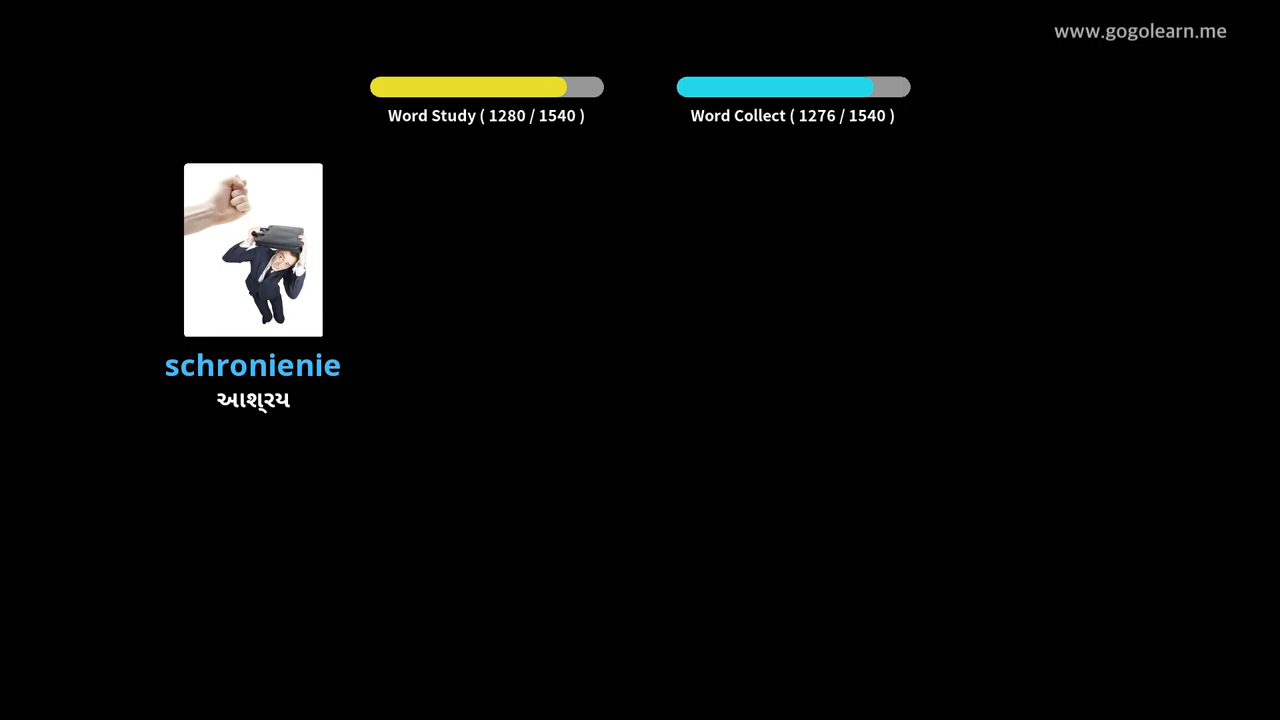 www.gogolearn.me
Word Study ( 1280 / 1540 )
Word Collect ( 1276 / 1540 )
schronienie
આશ્રય